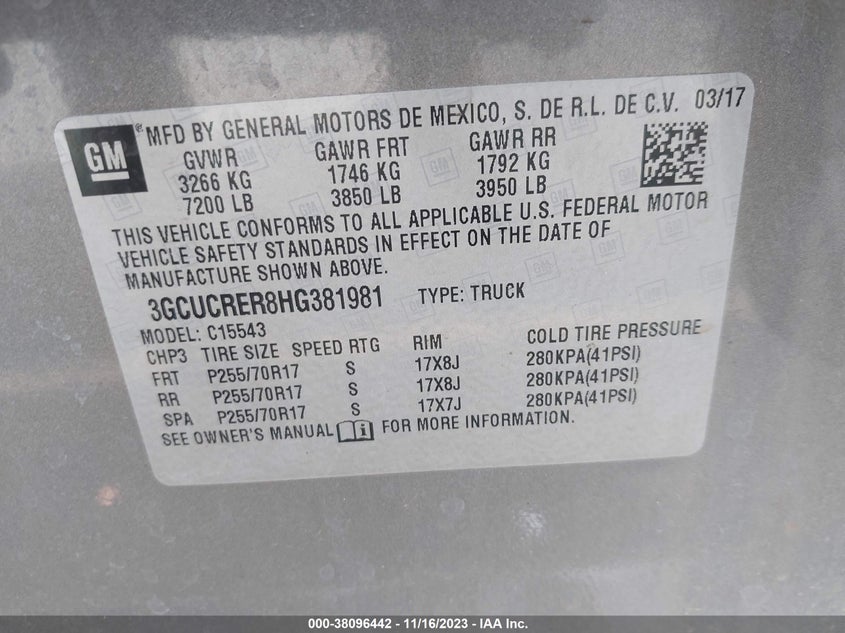 GM
® MFD BY GENERAL MOTORS DE MEXICO, S. DE R.L. DE C.V. 03/17
GVWR GAWR FRT GAWR RR
3266 KG 1746 KG 1792 KG
7200 LB 3850 LB 3950 LB
THIS VEHICLE CONFORMS TO ALL APPLICABLE U.S. FEDERAL MOTOR
VEHICLE SAFETY STANDARDS IN EFFECT ON THE DATE OF
MANUFACTURE SHOWN ABOVE.
3GCUCRER8HG381981 TYPE: TRUCK
MODEL: C15543
CHP3 TIRE SIZE SPEED RTG RIM COLD TIRE PRESSURE
FRT P255/70R17 S 17X8J 280KPA(41PSI)
RR P255/70R17 S 17X8J 280KPA(41PSI)
SPA P255/70R17 S 17X7J 280KPA(41PSI)
SEE OWNER'S MANUAL i FOR MORE INFORMATION.
000-38096442 - 11/16/2023 - IAA Inc.